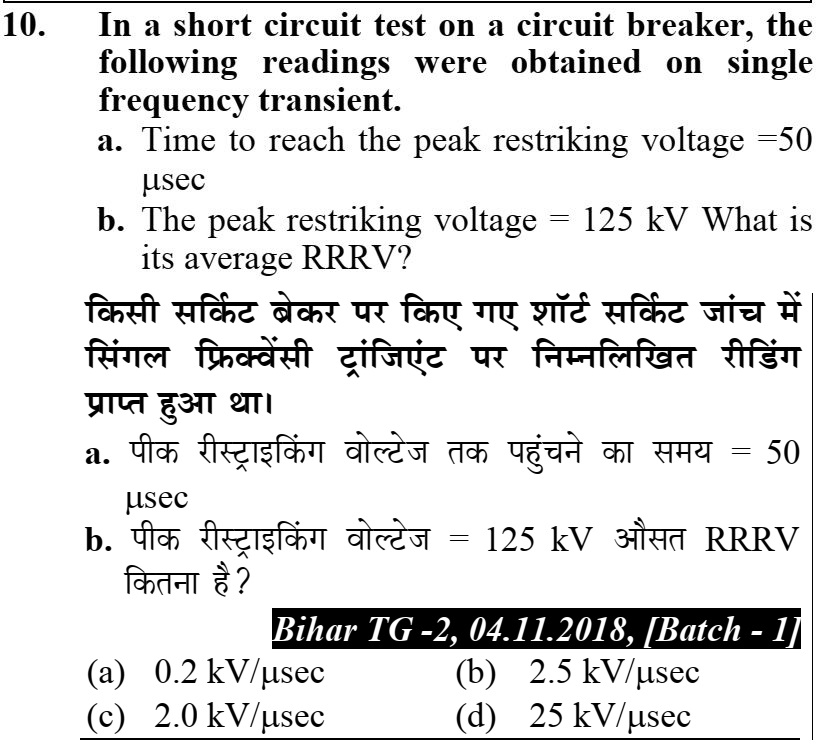 10. In a short circuit test on a circuit breaker, the
following readings were obtained on single
frequency transient.
a. Time to reach the peak restriking voltage =50
μsec
b. The peak restriking voltage = 125 kV What is
its average RRRV?
किसी सर्किट ब्रेकर पर किए गए शॉर्ट सर्किट जांच में
सिंगल फ्रिक्वेंसी ट्रांजिएंट पर निम्नलिखित रीडिंग
प्राप्त हुआ था।
a. पीक रीस्ट्राइकिंग वोल्टेज तक पहुंचने का समय = 50
μsec
b. पीक रीस्ट्राइकिंग वोल्टेज = 125 kV औसत RRRV
कितना है?
Bihar TG -2, 04.11.2018, [Batch - 1]
(a) 0.2 kV/μsec (b) 2.5 kV/μsec
(c) 2.0 kV/μsec (d) 25 kV/μsec